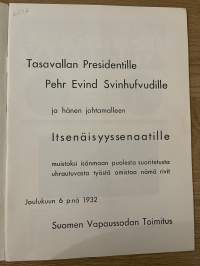 Tasavallan Presidentille
Pehr Evind Svinhufvudille
ja hänen johtamalleen
Itsenäisyyssenaatille
muistoksi isänmaan puolesta suoritetusta
uhrautuvasta työstä omistaa nämä rivit
Joulukuun 6 p:nä 1932
Suomen Vapaussodan Toimitus